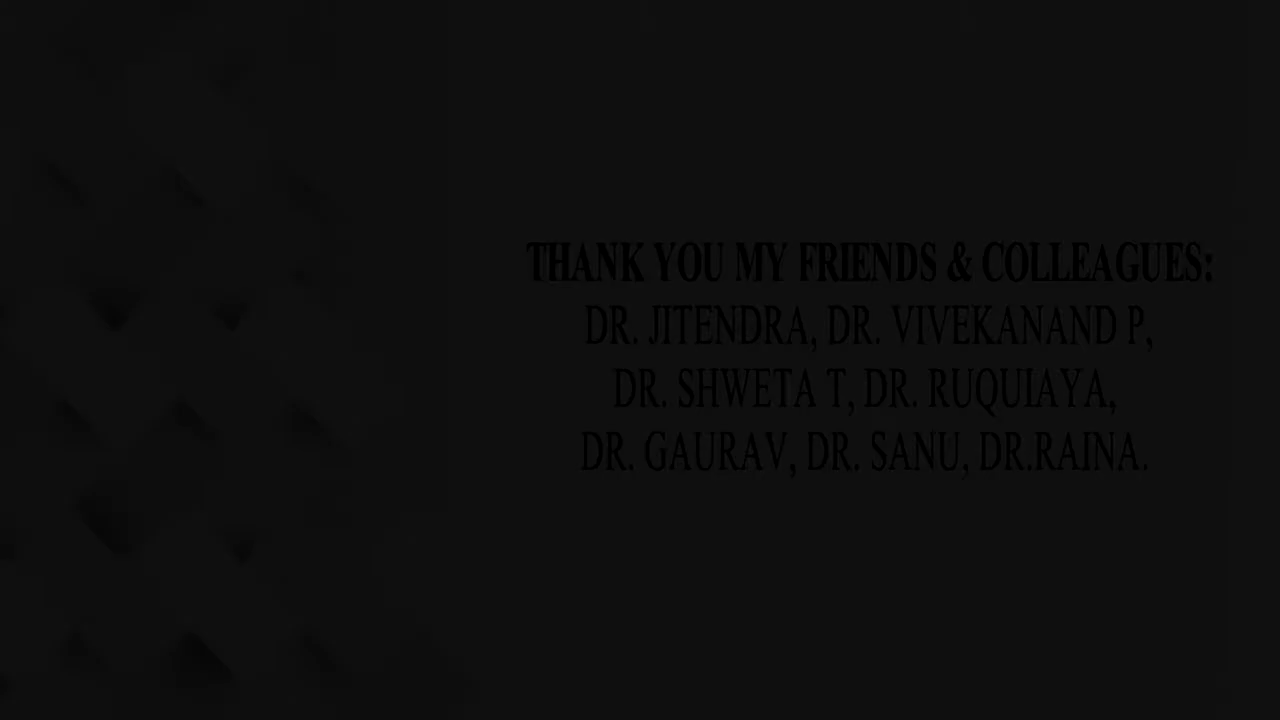 THANK YOU MY FRIENDS & COLLEAGUES:
DR. JITENDRA, DR. VIVEKANAND P,
DR. SHWETA T, DR. RUQUIAYA,
DR. GAURAV, DR. SANU, DR.RAINA.